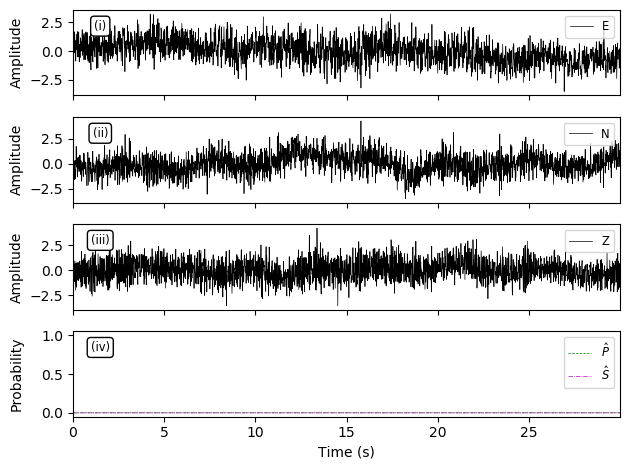 2.5
0.0
−2.5
Amplitude
(i)
E
2.5
0.0
−2.5
Amplitude
(ii)
N
2.5
0.0
−2.5
Amplitude
(iii)
Z
1.0
0.5
0.0
Probability
(iv)
P̂
Ŝ
0 5 10 15 20 25
Time (s)